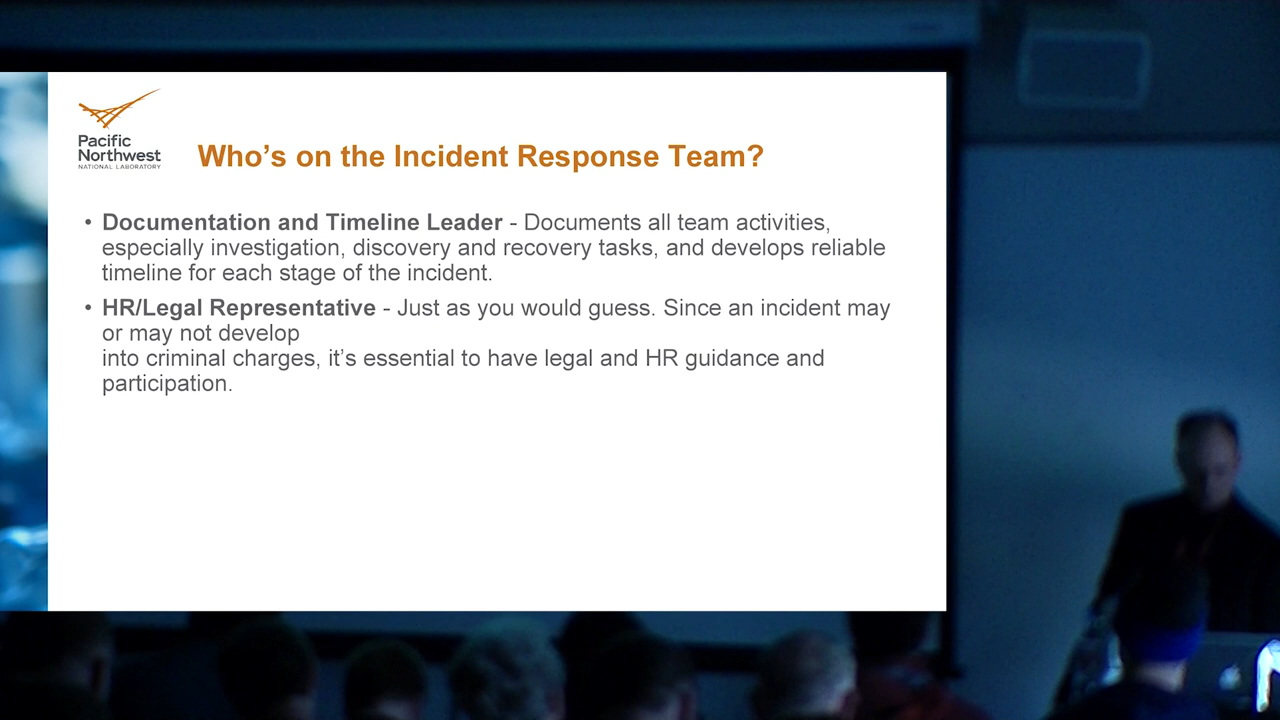 Pacific
Northwest
NATIONAL LABORATORY
Who's on the Incident Response Team?
• Documentation and Timeline Leader - Documents all team activities,
especially investigation, discovery and recovery tasks, and develops reliable
timeline for each stage of the incident.
• HR/Legal Representative - Just as you would guess. Since an incident may
or may not develop
into criminal charges, it's essential to have legal and HR guidance and
participation.